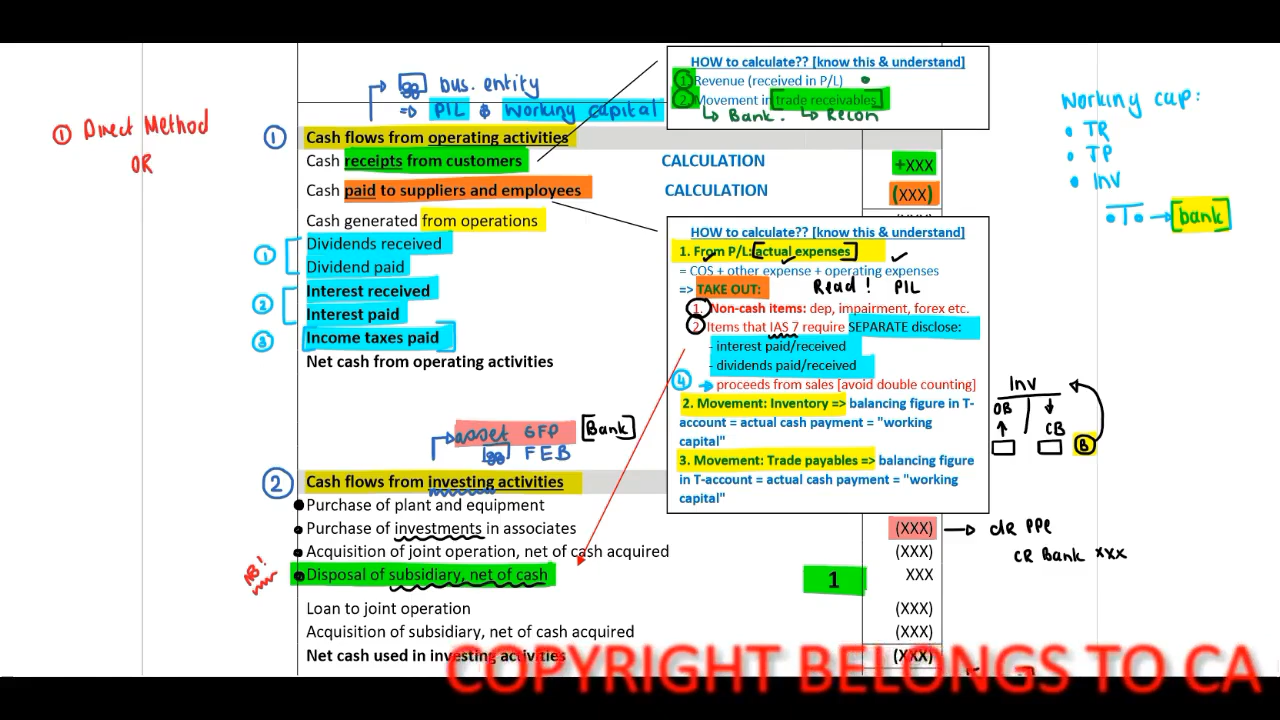 HOW to calculate?? [know this & understand]
1. Revenue (received in P/L)
2. Movement in [trade receivables]
↳ Bank. ↳ Recon
bus. entity
=> P/L & Working capital
① Direct Method
OR
Working cap:
• TR
• TP
• Inv
•T• → [bank]
① Cash flows from operating activities
Cash receipts from customers CALCULATION +XXX
Cash paid to suppliers and employees CALCULATION (XXX)
Cash generated from operations
① Dividends received
Dividend paid
② Interest received
Interest paid
③ Income taxes paid
Net cash from operating activities
HOW to calculate?? [know this & understand]
1. From P/L: [actual expenses]
= COS + other expense + operating expenses
=> TAKE OUT: Read! P/L
1. Non-cash items: dep, impairment, forex etc.
2. Items that IAS 7 require SEPARATE disclose:
- interest paid/received
- dividends paid/received
④ → proceeds from sales [avoid double counting]
2. Movement: Inventory => balancing figure in T-
account = actual cash payment = "working
capital"
3. Movement: Trade payables => balancing figure
in T-account = actual cash payment = "working
capital"
Inv
OB
CB
B
asset GFP [Bank]
FEB
② Cash flows from investing activities
Purchase of plant and equipment
Purchase of investments in associates (XXX) → dR PPE
Acquisition of joint operation, net of cash acquired (XXX) CR Bank xxx
NB! Disposal of subsidiary, net of cash 1 XXX
Loan to joint operation (XXX)
Acquisition of subsidiary, net of cash acquired (XXX)
Net cash used in investing activities (XXX)
COPYRIGHT BELONGS TO CA